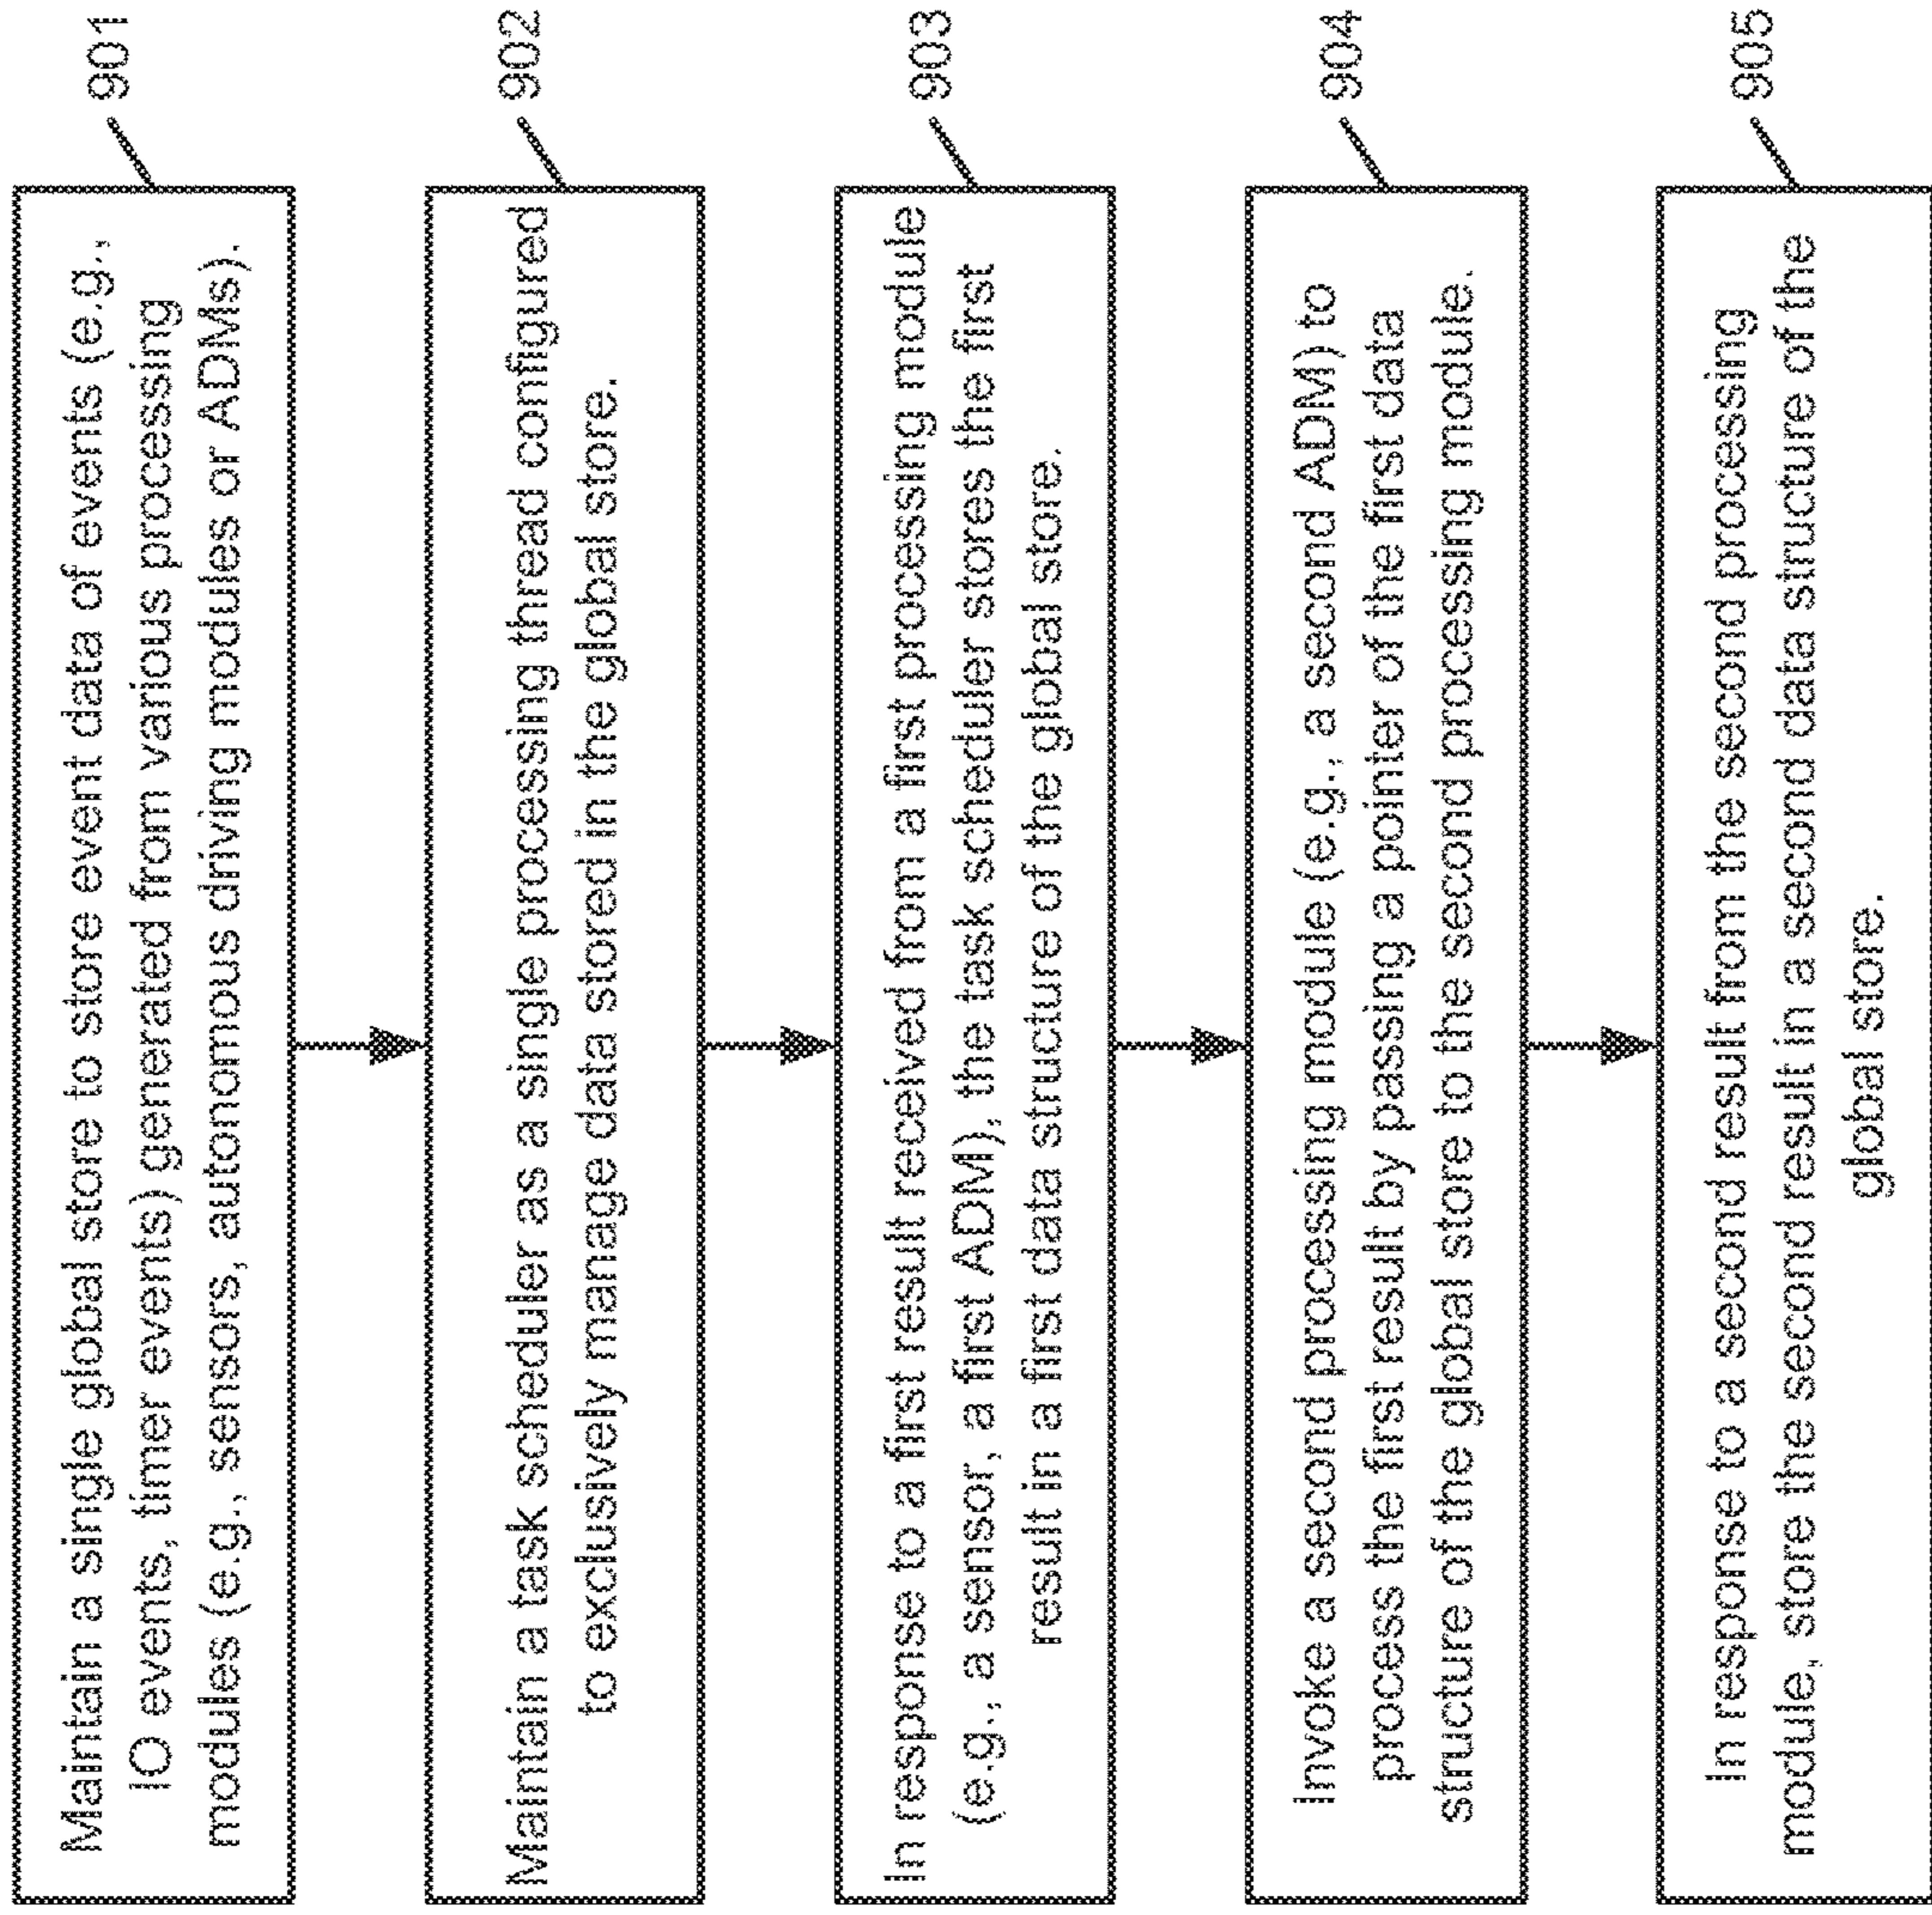 Maintain a single global store to store event data of events (e.g.,
IO events, timer events) generated from various processing
modules (e.g., sensors, autonomous driving modules or ADMs).
901
Maintain a task scheduler as a single processing thread configured
to exclusively manage data stored in the global store.
902
In response to a first result received from a first processing module
(e.g., a sensor, a first ADM), the task scheduler stores the first
result in a first data structure of the global store.
903
Invoke a second processing module (e.g., a second ADM) to
process the first result by passing a pointer of the first data
structure of the global store to the second processing module.
904
In response to a second result from the second processing
module, store the second result in a second data structure of the
global store.
905